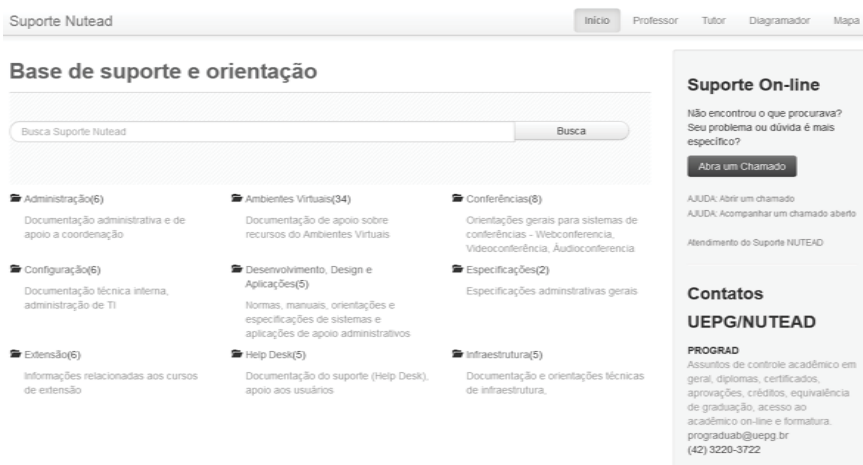 Suporte Nutead
Início Professor Tutor Diagramador Mapa
Base de suporte e orientação
Busca Suporte Nutead Busca
Administração(6)
Documentação administrativa e de
apoio a coordenação
Ambientes Virtuais(34)
Documentação de apoio sobre
recursos do Ambientes Virtuais
Conferências(8)
Orientações gerais para sistemas de
conferências - Webconferencia,
Videoconferência, Àudioconferencia
Configuração(6)
Documentação técnica interna,
administração de TI
Desenvolvimento, Design e
Aplicações(5)
Normas, manuais, orientações e
especificações de sistemas e
aplicações de apoio administrativos
Especificações(2)
Especificações adminstrativas gerais
Extensão(6)
Informações relacionadas aos cursos
de extensão
Help Desk(5)
Documentação do suporte (Help Desk),
apoio aos usuários
Infraestrutura(5)
Documentação e orientações técnicas
de infraestrutura,
Suporte On-line
Não encontrou o que procurava?
Seu problema ou dúvida é mais
específico?
Abra um Chamado
AJUDA: Abrir um chamado
AJUDA: Acompanhar um chamado aberto
Atendimento do Suporte NUTEAD
Contatos
UEPG/NUTEAD
PROGRAD
Assuntos de controle acadêmico em
geral, diplomas, certificados,
aprovações, créditos, equivalência
de graduação, acesso ao
acadêmico on-line e formatura.
prograduab@uepg.br
(42) 3220-3722